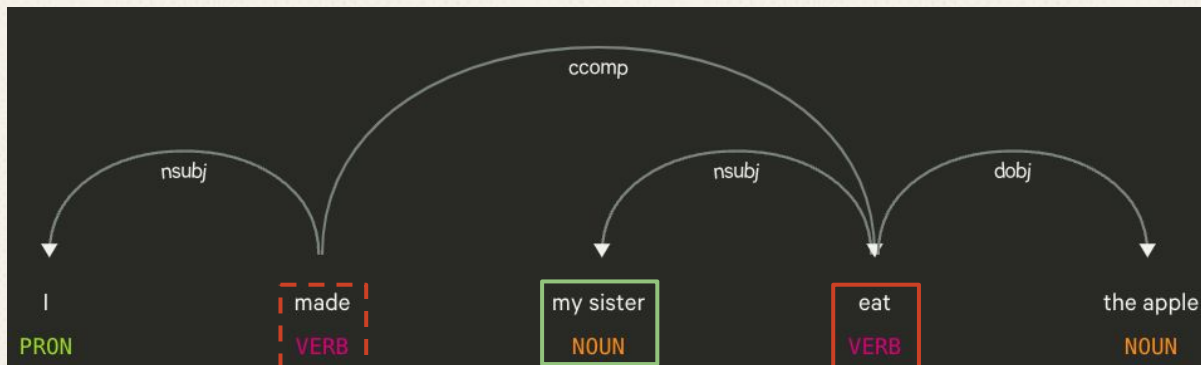 ccomp
nsubj nsubj dobj
I made my sister eat the apple
PRON VERB NOUN VERB NOUN